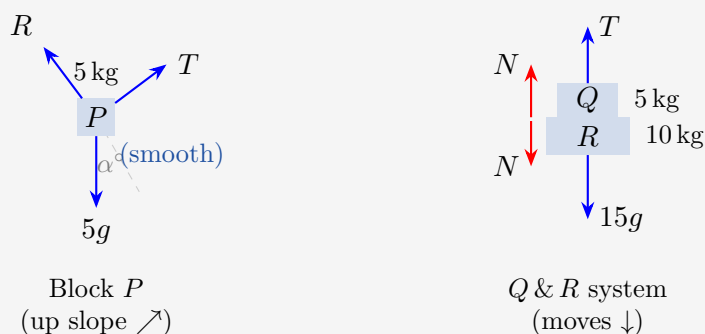 R
T
5 kg
P
α° (smooth)
5g
Block P
(up slope ↗)
T
N
Q
5 kg
R
10 kg
N
15g
Q & R system
(moves ↓)